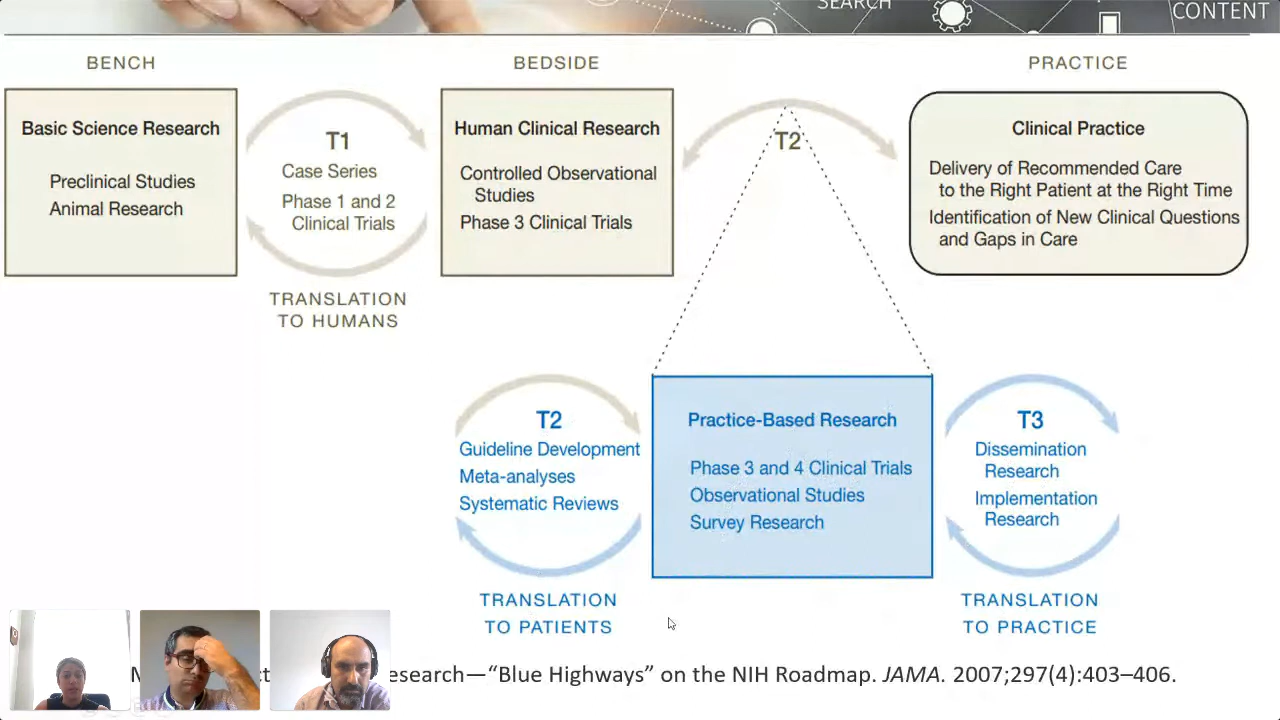 SEARCH
CONTENT
BENCH
BEDSIDE
PRACTICE
Basic Science Research
Preclinical Studies
Animal Research
T1
Case Series
Phase 1 and 2
Clinical Trials
TRANSLATION
TO HUMANS
Human Clinical Research
Controlled Observational
Studies
Phase 3 Clinical Trials
T2
Clinical Practice
Delivery of Recommended Care
to the Right Patient at the Right Time
Identification of New Clinical Questions
and Gaps in Care
T2
Guideline Development
Meta-analyses
Systematic Reviews
TRANSLATION
TO PATIENTS
Practice-Based Research
Phase 3 and 4 Clinical Trials
Observational Studies
Survey Research
T3
Dissemination
Research
Implementation
Research
TRANSLATION
TO PRACTICE
esearch—“Blue Highways” on the NIH Roadmap. JAMA. 2007;297(4):403–406.